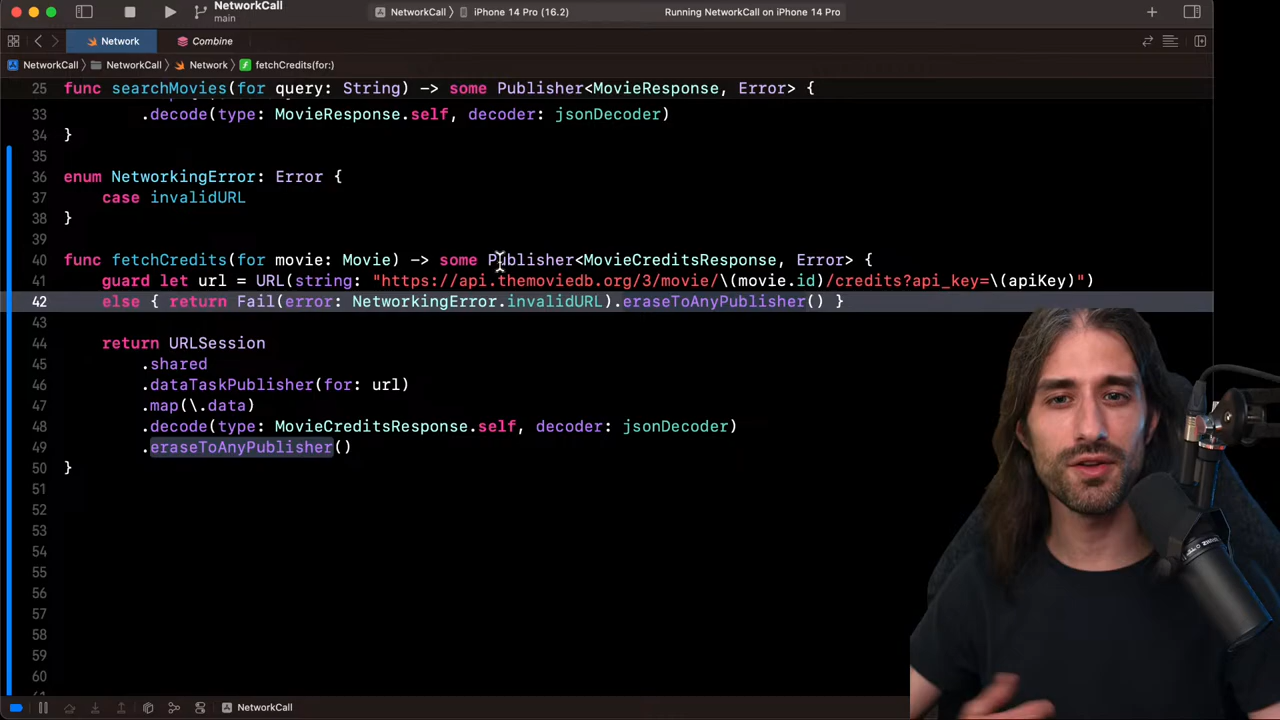 NetworkCall
main
NetworkCall
iPhone 14 Pro (16.2)
Running NetworkCall on iPhone 14 Pro
Network
Combine
NetworkCall
NetworkCall
Network
fetchCredits(for:)
25 func searchMovies(for query: String) -> some Publisher<MovieResponse, Error> {
33 .decode(type: MovieResponse.self, decoder: jsonDecoder)
34 }
35
36 enum NetworkingError: Error {
37 case invalidURL
38 }
39
40 func fetchCredits(for movie: Movie) -> some Publisher<MovieCreditsResponse, Error> {
41 guard let url = URL(string: "https://api.themoviedb.org/3/movie/\(movie.id)/credits?api_key=\(apiKey)")
42 else { return Fail(error: NetworkingError.invalidURL).eraseToAnyPublisher() }
43
44 return URLSession
45 .shared
46 .dataTaskPublisher(for: url)
47 .map(\.data)
48 .decode(type: MovieCreditsResponse.self, decoder: jsonDecoder)
49 .eraseToAnyPublisher()
50 }
51
52
53
54
55
56
57
58
59
60
NetworkCall